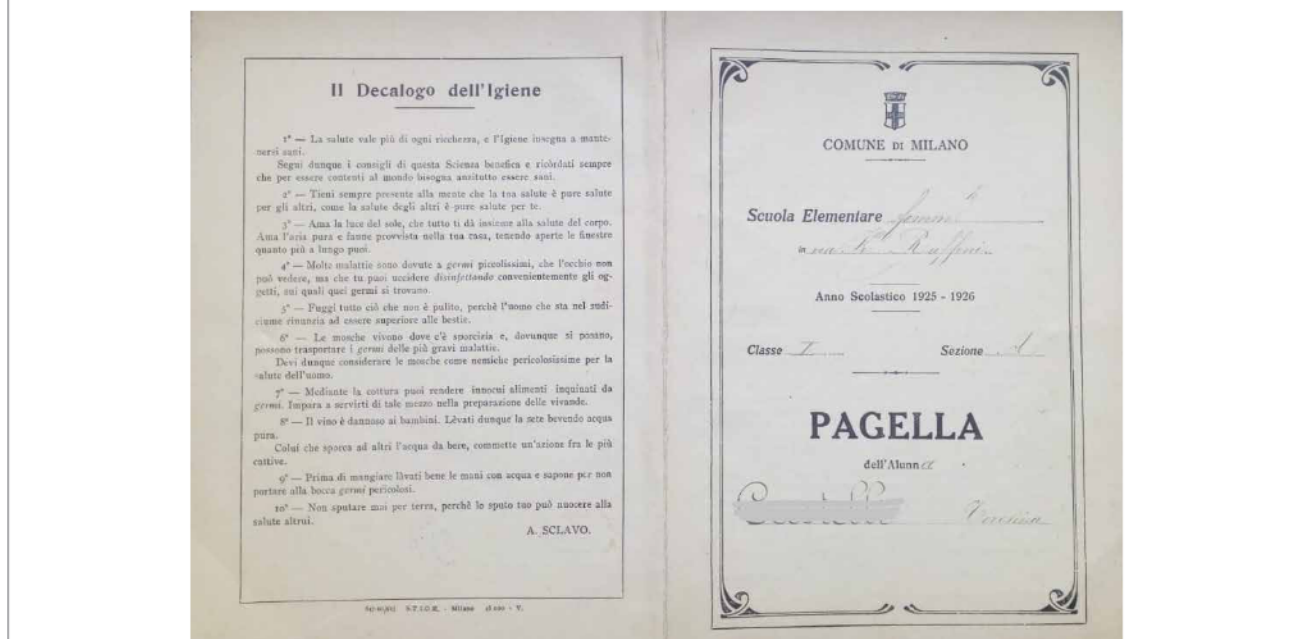 Il Decalogo dell'Igiene
1° — La salute vale più di ogni ricchezza, e l'Igiene insegna a mante-
nersi sani.
Segui dunque i consigli di questa Scienza benefica e ricòrdati sempre
che per essere contenti al mondo bisogna anzitutto essere sani.
2° — Tieni sempre presente alla mente che la tua salute è pure salute
per gli altri, come la salute degli altri è pure salute per te.
3° — Ama la luce del sole, che tutto ti dà insieme alla salute del corpo.
Ama l'aria pura e fanne provvista nella tua casa, tenendo aperte le finestre
quanto più a lungo puoi.
4° — Molte malattie sono dovute a germi piccolissimi, che l'occhio non
può vedere, ma che tu puoi uccidere disinfettando convenientemente gli og-
getti, sui quali quei germi si trovano.
5° — Fuggi tutto ciò che non è pulito, perchè l'uomo che sta nel sudi-
ciume rinunzia ad essere superiore alle bestie.
6° — Le mosche vivono dove c'è sporcizia e, dovunque si posano,
possono trasportare i germi delle più gravi malattie.
Devi dunque considerare le mosche come nemiche pericolosissime per la
salute dell'uomo.
7° — Mediante la cottura puoi rendere innocui alimenti inquinati da
germi. Impara a servirti di tale mezzo nella preparazione delle vivande.
8° — Il vino è dannoso ai bambini. Lèvati dunque la sete bevendo acqua
pura.
Colui che sporca ad altri l'acqua da bere, commette un'azione fra le più
cattive.
9° — Prima di mangiare làvati bene le mani con acqua e sapone per non
portare alla bocca germi pericolosi.
10° — Non sputare mai per terra, perchè lo sputo tuo può nuocere alla
salute altrui.
A. SCLAVO.
S.T.I.O.E. - Milano
COMUNE DI MILANO
Scuola Elementare
in via Ruffini
Anno Scolastico 1925 - 1926
Classe I Sezione
PAGELLA
dell'Alunna